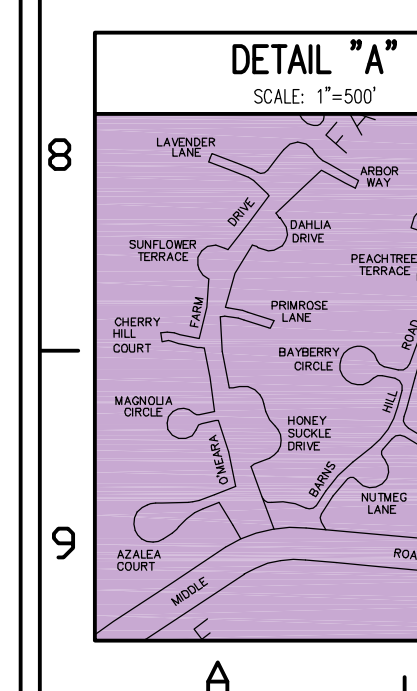 DETAIL "A"
SCALE: 1"=500'
8
FA
LAVENDER
LANE
ARBOR
WAY
DRIVE
DAHLIA
DRIVE
SUNFLOWER
TERRACE
PEACHTREE
TERRACE
FARM
PRIMROSE
LANE
CHERRY
HILL
COURT
ROAD
BAYBERRY
CIRCLE
HILL
MAGNOLIA
CIRCLE
HONEY
SUCKLE
DRIVE
O'MEARA
BARNS
NUTMEG
LANE
9
AZALEA
COURT
ROA
MIDDLE
E
A